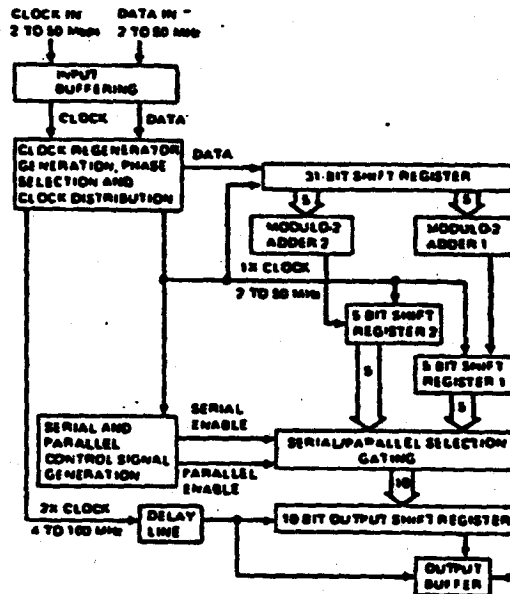 CLOCK IN
2 TO 50 Mbps
DATA IN
2 TO 50 MHz
INPUT
BUFFERING
CLOCK
DATA
CLOCK REGENERATOR
GENERATION, PHASE
SELECTION AND
CLOCK DISTRIBUTION
DATA
31-BIT SHIFT REGISTER
5
5
MODULO-2
ADDER 2
MODULO-2
ADDER 1
1X CLOCK
2 TO 50 MHz
5 BIT SHIFT
REGISTER 2
5 BIT SHIFT
REGISTER 1
5
5
SERIAL AND
PARALLEL
CONTROL SIGNAL
GENERATION
SERIAL
ENABLE
PARALLEL
ENABLE
SERIAL/PARALLEL SELECTION
GATING
10
2X CLOCK
4 TO 100 MHz
DELAY
LINE
10 BIT OUTPUT SHIFT REGISTER
OUTPUT
BUFFER